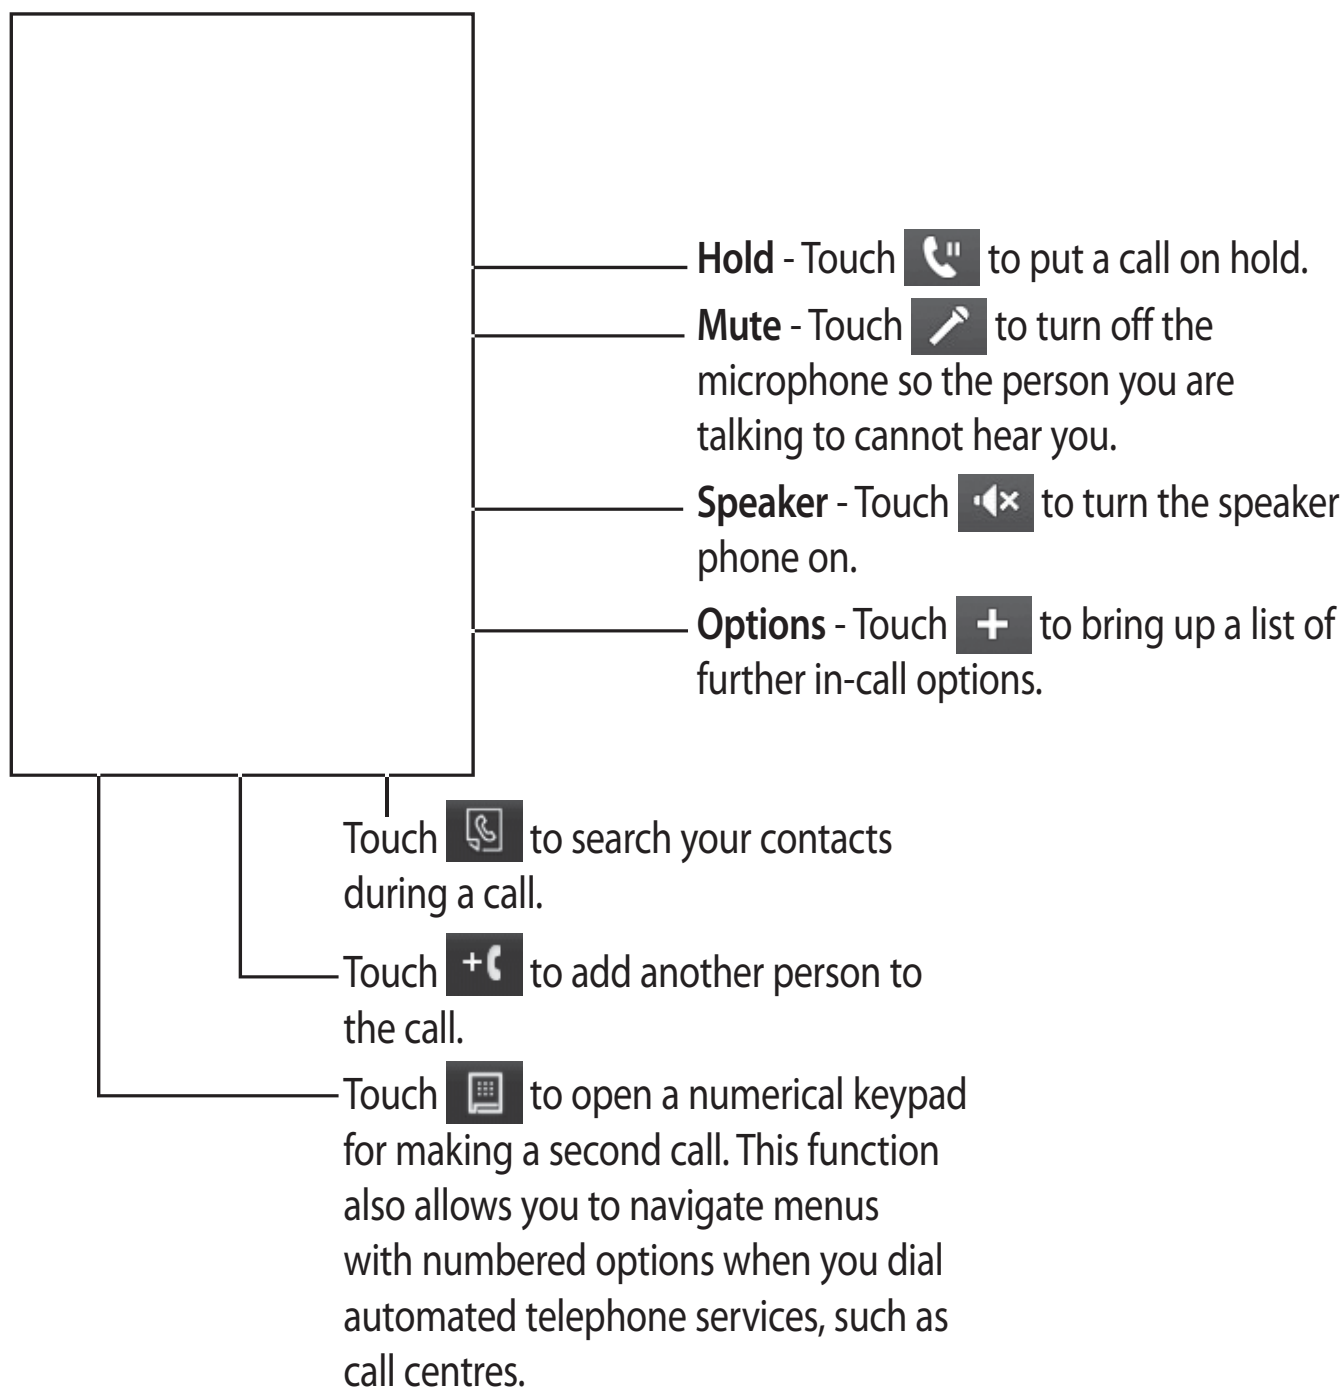 Hold - Touch to put a call on hold.
Mute - Touch to turn off the
microphone so the person you are
talking to cannot hear you.
Speaker - Touch to turn the speaker
phone on.
Options - Touch to bring up a list of
further in-call options.
Touch to search your contacts
during a call.
Touch to add another person to
the call.
Touch to open a numerical keypad
for making a second call. This function
also allows you to navigate menus
with numbered options when you dial
automated telephone services, such as
call centres.